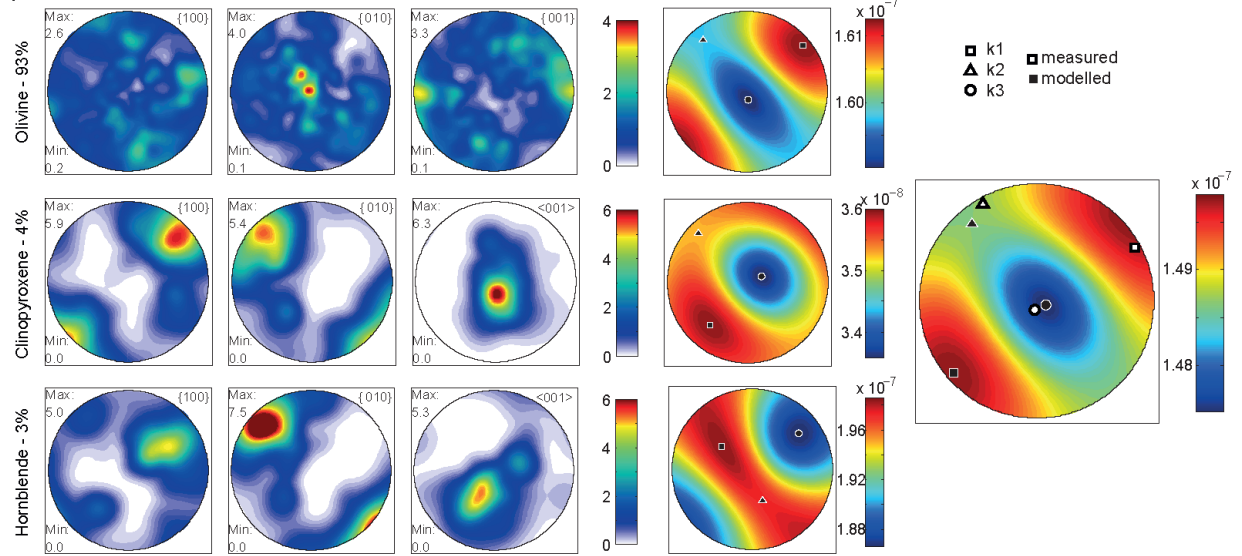 Olivine - 93%
Max:
2.6
{100}
Min:
0.2
Max:
4.0
{010}
Min:
0.1
Max:
3.3
{001}
Min:
0.1
4
2
0
x 10⁻⁷
1.61
1.60
k1
k2
k3
measured
modelled
Clinopyroxene - 4%
Max:
5.9
{100}
Min:
0.0
Max:
5.4
{010}
Min:
0.0
Max:
6.3
<001>
Min:
0.0
6
4
2
0
x 10⁻⁸
3.6
3.5
3.4
x 10⁻⁷
1.49
1.48
Hornblende - 3%
Max:
5.0
{100}
Min:
0.0
Max:
7.5
{010}
Min:
0.0
Max:
5.3
<001>
Min:
0.0
6
4
2
0
x 10⁻⁷
1.96
1.92
1.88